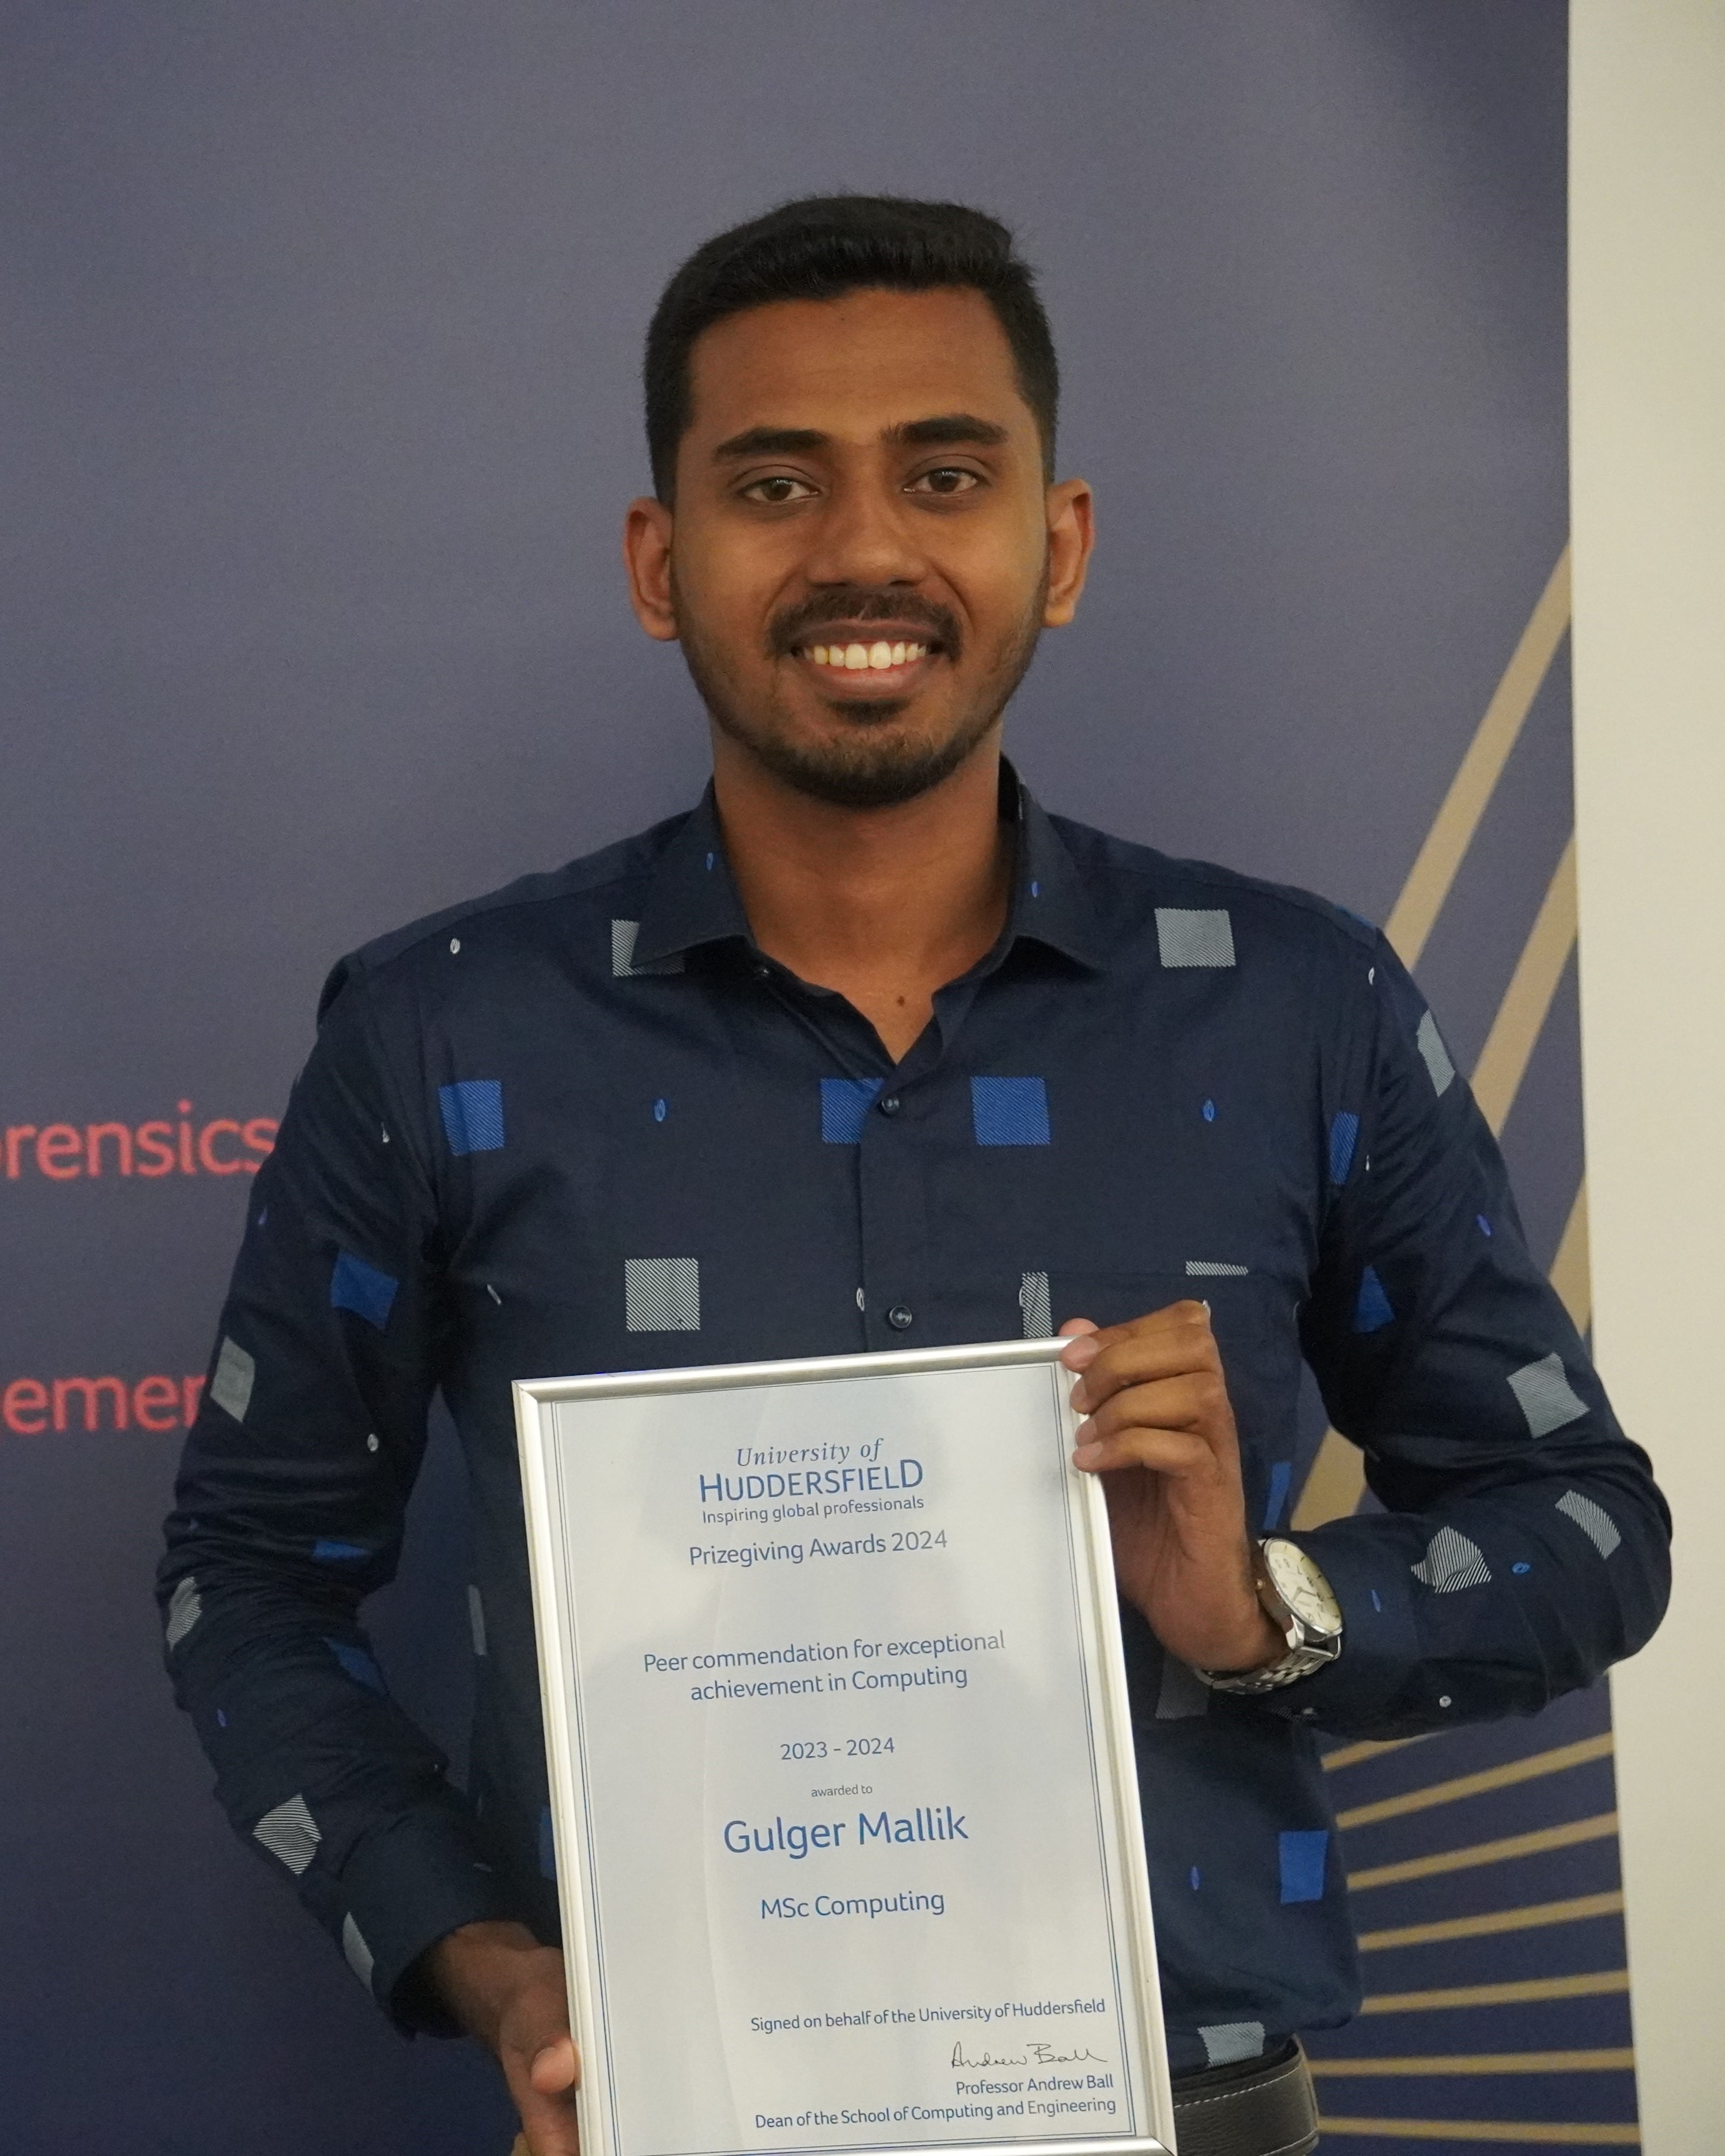 rensics
emen
University of
HUDDERSFIELD
Inspiring global professionals
Prizegiving Awards 2024
Peer commendation for exceptional
achievement in Computing
2023 - 2024
awarded to
Gulger Mallik
MSc Computing
Signed on behalf of the University of Huddersfield
Andrew Ball
Professor Andrew Ball
Dean of the School of Computing and Engineering